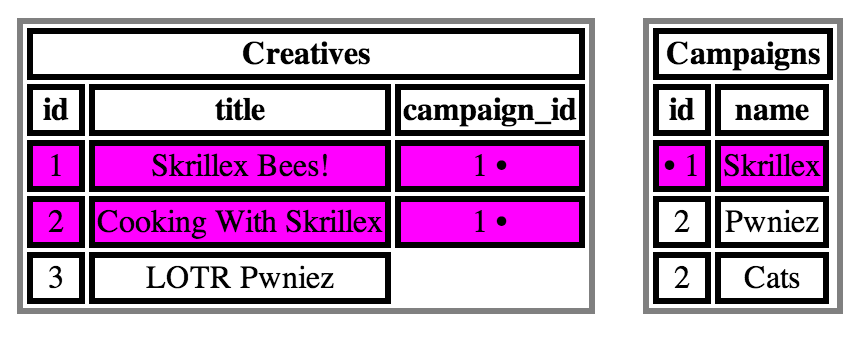 Creatives
id title campaign_id
1 Skrillex Bees! 1 •
2 Cooking With Skrillex 1 •
3 LOTR Pwniez
Campaigns
id name
• 1 Skrillex
2 Pwniez
2 Cats